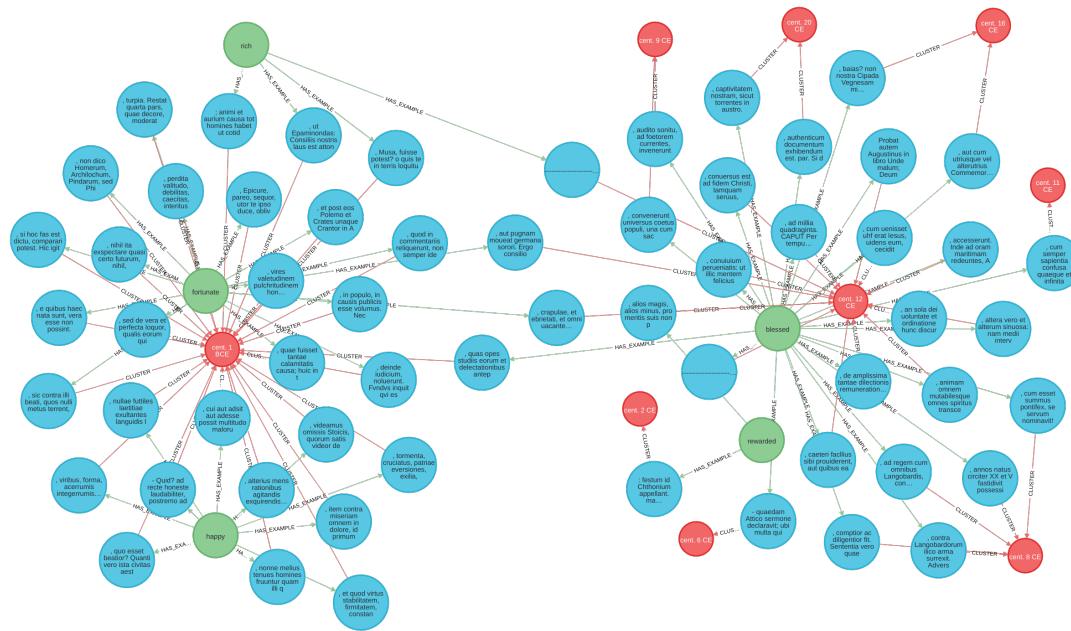 rich
cent. 9 CE
cent. 20
CE
cent. 16
CE
, turpia. Restat
quarta pars,
quae decore,
moderat
; animi et
aurium causa tot
homines habet
ut cotid
, ut
Epaminondas:
Consiliis nostris
laus est atton
, Musa, fuisse
potest? o quis te
in terris loquitu
, audito sonitu,
ad foetorem
currentes,
invenerunt
, captivitatem
nostram, sicut
torrentes in
austro.
, baias? non
nostra Cipada
Vegnesam
mi...
, authenticum
documentum
exhibendum
est. par. Si d
Probat
autem
Augustinus in
libro Unde
malum;
Deum
, aut cum
utriusque vel
alterutrius
Commemor...
cent. 11
CE
, non dico
Homerum,
Archilochum,
Pindarum, sed
Phi
, perdita
valitudo,
debilitas,
caecitas,
interitus
, Epicure,
pareo, sequor,
utor te ipso
duce, obliv
, et post eos
Polemo et
Crates unaque
Crantor in A
, conuersus est
ad fidem Christi,
tamquam
seruus,
, si hoc fas est
dictu, comparan
potest. Hic igit
, nihil ita
exspectare quasi
certo futurum,
nihil,
, vires
valetudinem
pulchritudinem
hon...
, quod in
commentariis
reliquerunt, non
semper ide
, aut pugnam
moueat germana
sorori. Ergo
consilio
, convenerunt
universus coetus
populi, una cum
sac
, conuiuium
perueniatis: ut
illic mentem
felicius
, ad millia
quadraginta.
CAPUT Per
tempu...
, cum uenisset
uhf erat lesus,
uidens eum,
cecidit
accesserunt.
Inde ad oram
maritimam
redeuntes, A
, cum
semper
sapientia
confusa
quaeque et
infinita
fortunate
, e quibus haec
nata sunt, vera
esse non
possint.
, sed de vera et
perfecta loquor,
qualis eorum
qui
cent. 1
BCE
, in populo, in
causis publicis
esse volumus.
Nec
, crapulae, et
ebrietati, et omni
uacante...
, alios magis,
alios minus, pro
meritis suis non
p
blessed
cent. 12
CE
, an sola dei
uoluntate et
ordinatione
hunc discur
, altera vero et
alterum sinuosa:
nam medii
interv
, quae fuisset
tantae
calamitatis
causa; huic in
t
, deinde
iudicium,
noluerunt.
Fvndvs inquit
qvi es
, quas opes
studiis eorum et
delectationibus
antep
, de amplissima
tantae dilectionis
remuneration...
, animam
omnem
mutabilesque
omnes spiritus
transce
, cum esset
summus
pontifex, se
servum
nominavit!
, sic contra illi
beati, quos nulli
metus terrent,
, nullae futtiles
laetitiae
exultantes
languidis l
, cui aut adsit
aut adesse
possit multitudo
maloru
, videamus
omissis Stoicis,
quorum satis
videor de
cent. 2 CE
rewarded
, caeteri facilius
sibi prouiderent,
aut quibus ea
, ad regem cum
omnibus
Langobardis,
con...
, annos natus
circiter XX et V
fastidivit
possessi
, viribus, forma,
acerrumis
integerrumis...
- Quid? ad
recte honeste
laudabiliter,
postremo ad
, alterius mens
rationibus
agitandis
exquirendis...
, tormenta,
cruciatus, patriae
eversiones,
exilia,
; festum id
Chthonium
appellant.
ma...
, quo esset
beatior? Quanti
vero ista civitas
aest
happy
, item contra
miseriam
omnem in
dolore, id
primum
cent. 6 CE
- quaedam
Attico sermone
declaravit; ubi
multa qui
, comptior ac
diligentior fit.
Sententia vero
quae
, contra
Langobardorum
ilico arma
surrexit.
Advers
cent. 8 CE
, nonne melius
tenues homines
fruuntur quam
illi q
, et quod virtus
stabilitatem,
firmitatem,
constan
HAS_EXAMPLE
HAS_EXAMPLE
HAS_EXAMPLE
CLUSTER
CLUSTER
CLUSTER